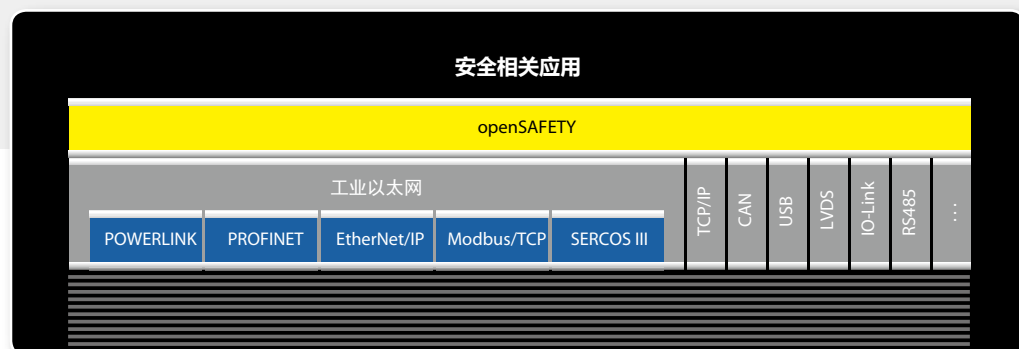 安全相关应用
openSAFETY
工业以太网
POWERLINK
PROFINET
EtherNet/IP
Modbus/TCP
SERCOS III
TCP/IP
CAN
USB
LVDS
IO-Link
RS485
...